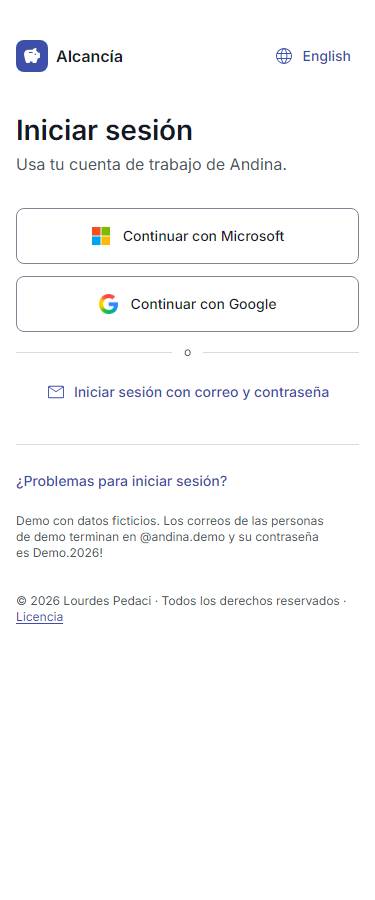 Alcancía
English
Iniciar sesión
Usa tu cuenta de trabajo de Andina.
Continuar con Microsoft
Continuar con Google
o
Iniciar sesión con correo y contraseña
¿Problemas para iniciar sesión?
Demo con datos ficticios. Los correos de las personas
de demo terminan en @andina.demo y su contraseña
es Demo.2026!
© 2026 Lourdes Pedaci · Todos los derechos reservados ·
Licencia